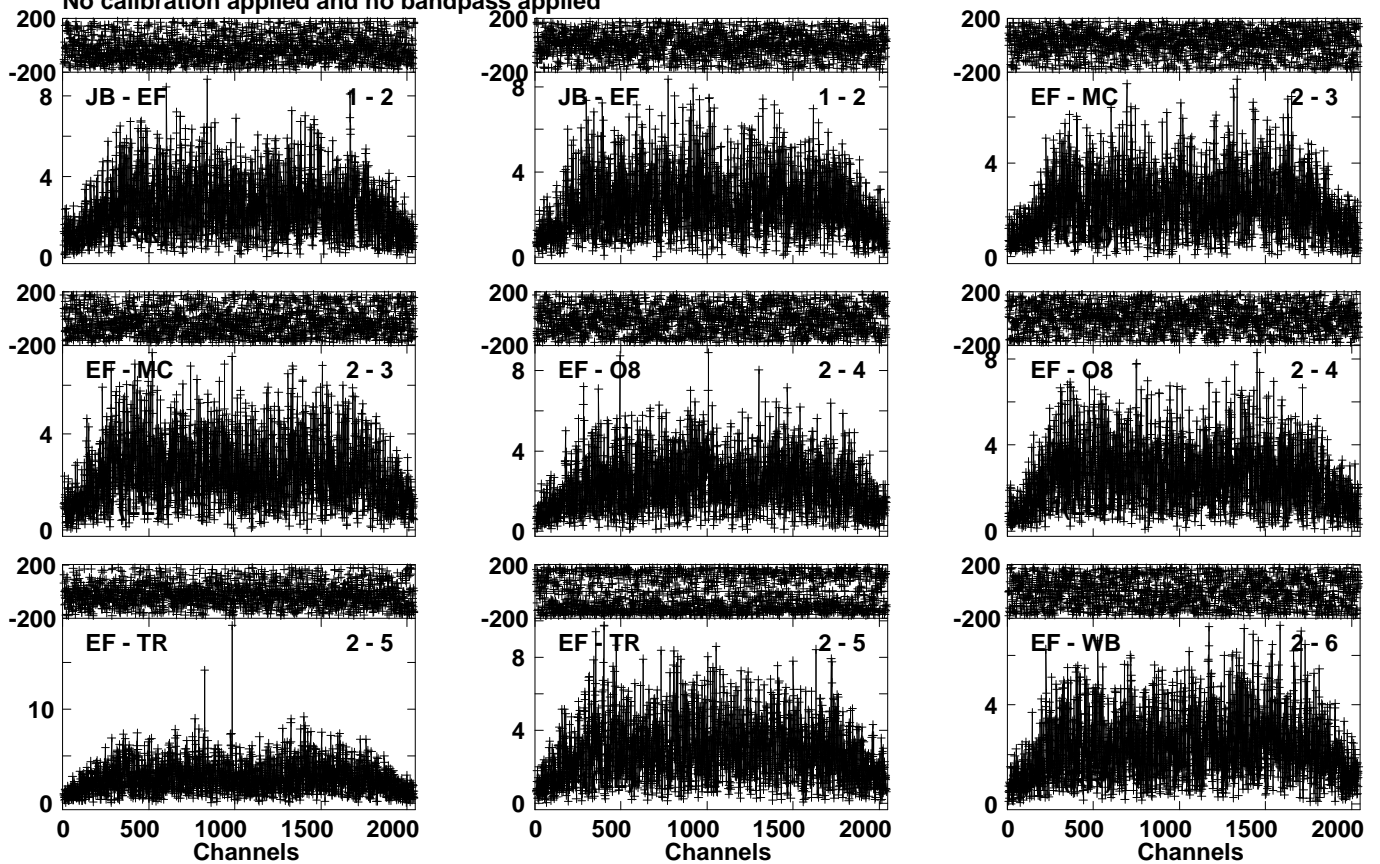 No calibration applied and no bandpass applied
200 200 200
-200 -200 -200
JB - EF 1 - 2 JB - EF 1 - 2 EF - MC 2 - 3
8 8
4 4 4
0 0 0
200 200 200
-200 -200 -200
EF - MC 2 - 3 EF - O8 2 - 4 EF - O8 2 - 4
8 8
4 4 4
0 0 0
200 200 200
-200 -200 -200
EF - TR 2 - 5 EF - TR 2 - 5 EF - WB 2 - 6
10 8
4 4
0 0 0
0 500 1000 1500 2000 0 500 1000 1500 2000 0 500 1000 1500 2000
Channels Channels Channels